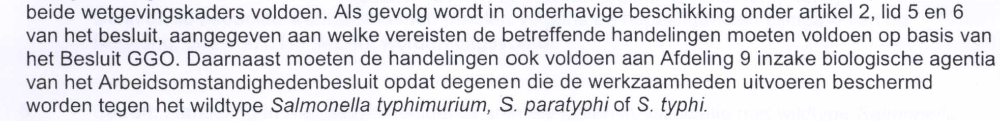 beide wetgevingskaders voldoen. Als gevolg wordt in onderhavige beschikking onder artikel 2, lid 5 en 6
van het besluit, aangegeven aan welke vereisten de betreffende handelingen moeten voldoen op basis van
het Besluit GGO. Daarnaast moeten de handelingen ook voldoen aan Afdeling 9 inzake biologische agentia
van het Arbeidsomstandighedenbesluit opdat degenen die de werkzaamheden uitvoeren beschermd
worden tegen het wildtype Salmonella typhimurium, S. paratyphi of S. typhi.